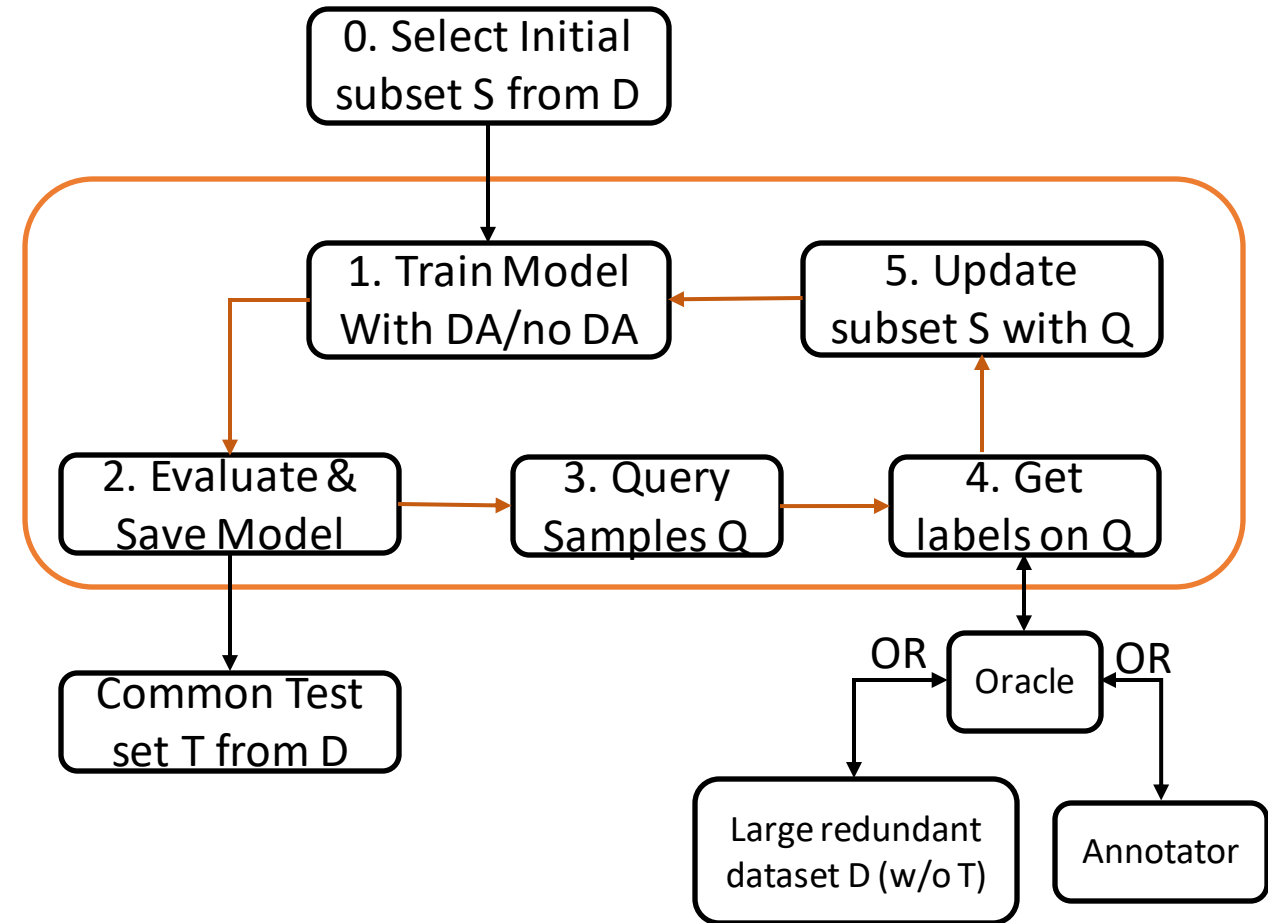 0. Select Initial
subset S from D
1. Train Model
With DA/no DA
5. Update
subset S with Q
2. Evaluate &
Save Model
3. Query
Samples Q
4. Get
labels on Q
Common Test
set T from D
OR
Oracle
OR
Large redundant
dataset D (w/o T)
Annotator